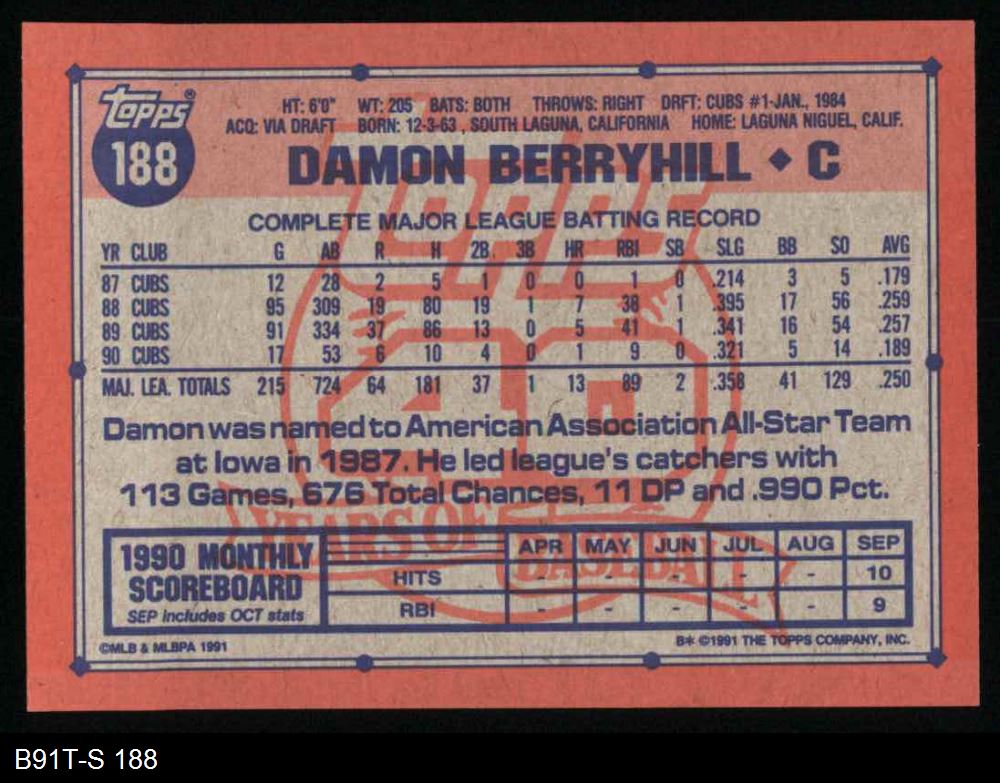 Topps®
188
HT: 6'0" WT: 205 BATS: BOTH THROWS: RIGHT DRFT: CUBS #1-JAN., 1984
ACQ: VIA DRAFT BORN: 12-3-63 , SOUTH LAGUNA, CALIFORNIA HOME: LAGUNA NIGUEL, CALIF.
DAMON BERRYHILL ◆ C
COMPLETE MAJOR LEAGUE BATTING RECORD
YR CLUB G AB R H 2B 3B HR RBI SB SLG BB SO AVG
87 CUBS 12 28 2 5 1 0 0 1 0 .214 3 5 .179
88 CUBS 95 309 19 80 19 1 7 38 1 .395 17 56 .259
89 CUBS 91 334 37 86 13 0 5 41 1 .341 16 54 .257
90 CUBS 17 53 6 10 4 0 1 9 0 .321 5 14 .189
MAJ. LEA. TOTALS 215 724 64 181 37 1 13 89 2 .358 41 129 .250
Damon was named to American Association All-Star Team
at Iowa in 1987. He led league's catchers with
113 Games, 676 Total Chances, 11 DP and .990 Pct.
TOPPS
40
YEARS OF
BASEBALL
1990 MONTHLY
SCOREBOARD
SEP includes OCT stats
APR MAY JUN JUL AUG SEP
HITS - - - - - 10
RBI - - - - - 9
©MLB & MLBPA 1991
B* ©1991 THE TOPPS COMPANY, INC.
B91T-S 188